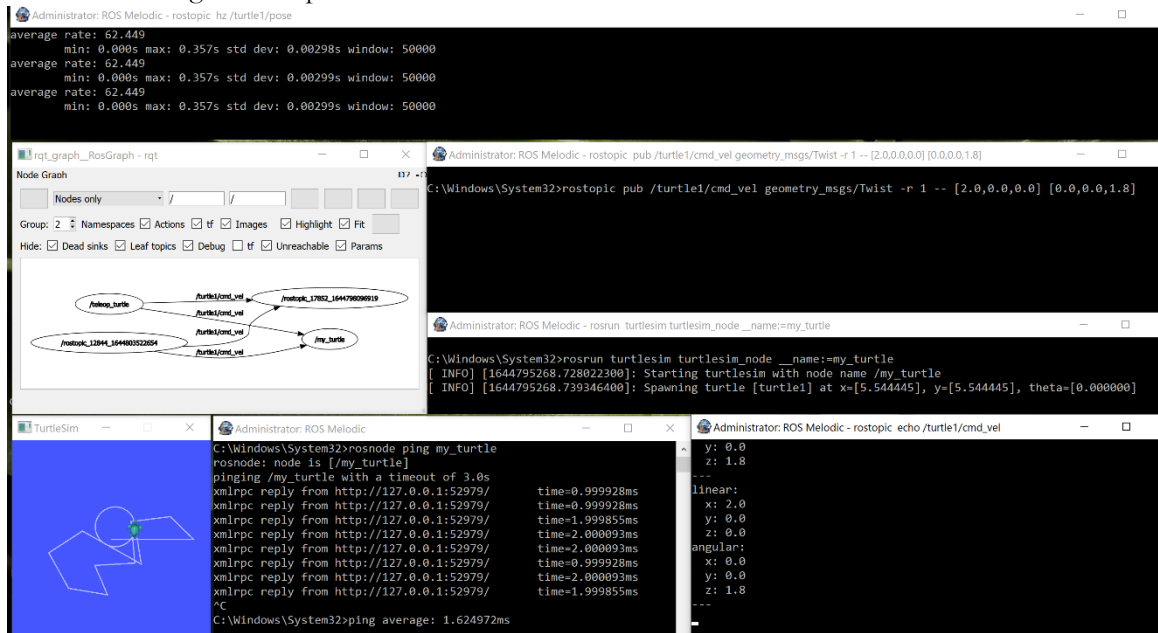 Administrator: ROS Melodic - rostopic hz /turtle1/pose
average rate: 62.449
min: 0.000s max: 0.357s std dev: 0.00298s window: 50000
average rate: 62.449
min: 0.000s max: 0.357s std dev: 0.00299s window: 50000
average rate: 62.449
min: 0.000s max: 0.357s std dev: 0.00299s window: 50000
rqt_graph__RosGraph - rqt
Node Graph
Nodes only
/
/
Group: 2 Namespaces Actions tf Images Highlight Fit
Hide: Dead sinks Leaf topics Debug tf Unreachable Params
/teleop_turtle
/turtle1/cmd_vel
/rostopic_17852_1644798096919
/turtle1/cmd_vel
/rostopic_12844_1644803522654
/turtle1/cmd_vel
/my_turtle
/turtle1/cmd_vel
Administrator: ROS Melodic - rostopic pub /turtle1/cmd_vel geometry_msgs/Twist -r 1 -- [2.0,0.0,0.0] [0.0,0.0,1.8]
C:\Windows\System32>rostopic pub /turtle1/cmd_vel geometry_msgs/Twist -r 1 -- [2.0,0.0,0.0] [0.0,0.0,1.8]
Administrator: ROS Melodic - rosrun turtlesim turtlesim_node __name:=my_turtle
C:\Windows\System32>rosrun turtlesim turtlesim_node __name:=my_turtle
[ INFO] [1644795268.728022300]: Starting turtlesim with node name /my_turtle
[ INFO] [1644795268.739346400]: Spawning turtle [turtle1] at x=[5.544445], y=[5.544445], theta=[0.000000]
TurtleSim
Administrator: ROS Melodic
C:\Windows\System32>rosnode ping my_turtle
rosnode: node is [/my_turtle]
pinging /my_turtle with a timeout of 3.0s
xmlrpc reply from http://127.0.0.1:52979/ time=0.999928ms
xmlrpc reply from http://127.0.0.1:52979/ time=1.999855ms
xmlrpc reply from http://127.0.0.1:52979/ time=2.000093ms
xmlrpc reply from http://127.0.0.1:52979/ time=2.000093ms
xmlrpc reply from http://127.0.0.1:52979/ time=0.999928ms
xmlrpc reply from http://127.0.0.1:52979/ time=2.000093ms
xmlrpc reply from http://127.0.0.1:52979/ time=1.999855ms
^C
C:\Windows\System32>ping average: 1.624972ms
Administrator: ROS Melodic - rostopic echo /turtle1/cmd_vel
y: 0.0
z: 1.8
---
linear:
x: 2.0
y: 0.0
z: 0.0
angular:
x: 0.0
y: 0.0
z: 1.8
---